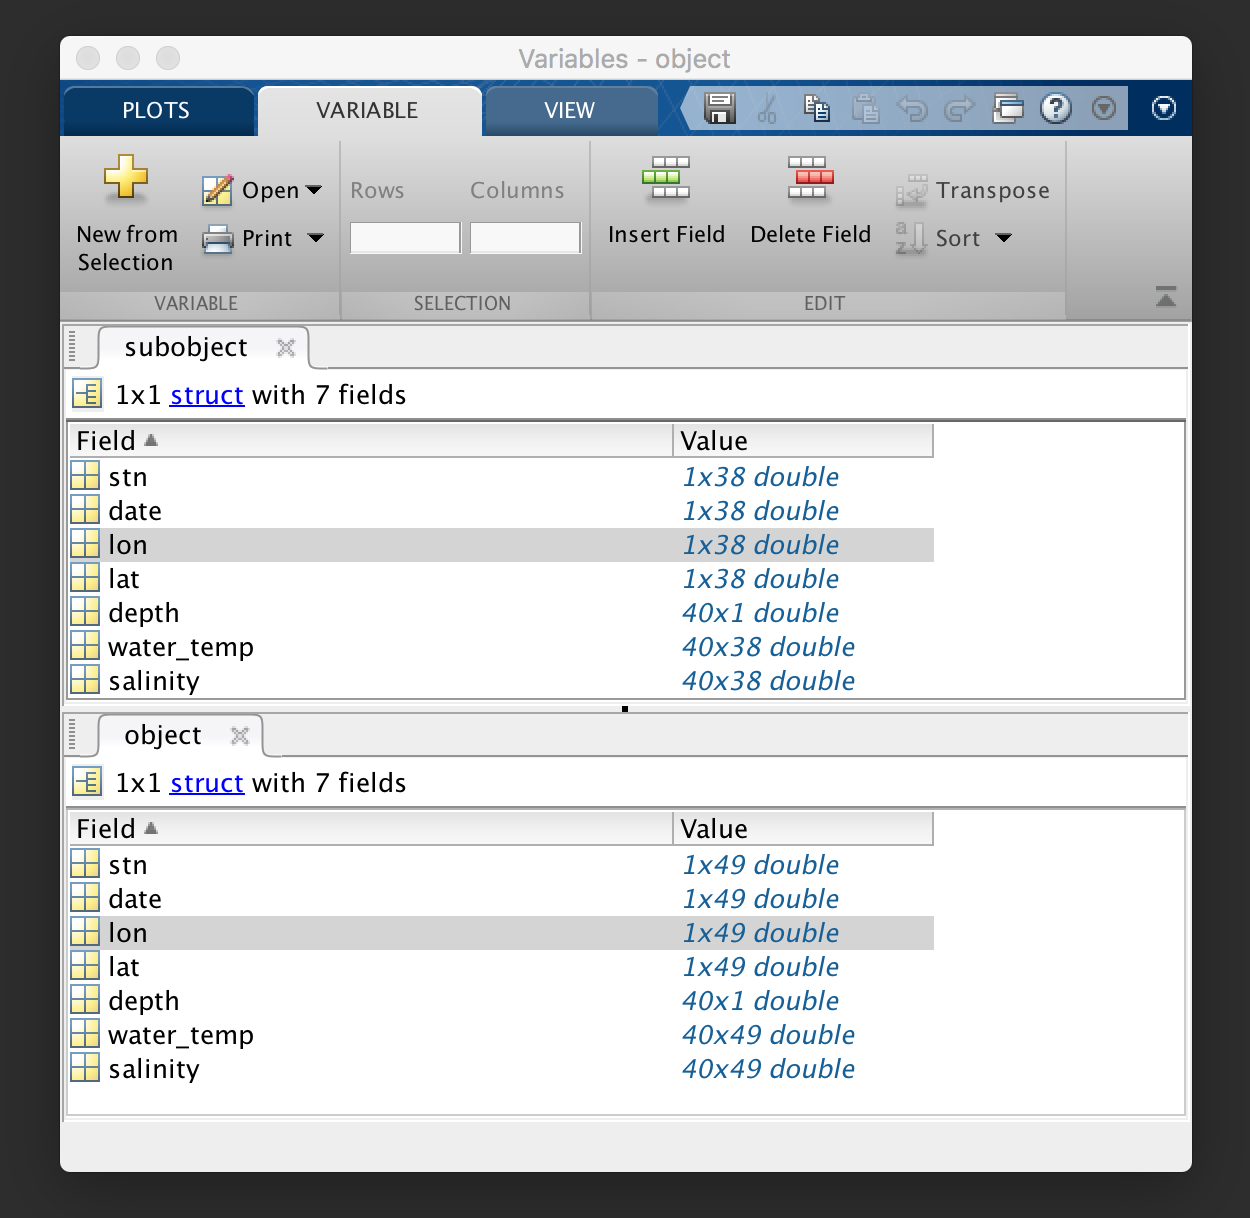 Variables - object
PLOTS VARIABLE VIEW
New from Selection
Open
Print
Rows Columns
Insert Field
Delete Field
Transpose
Sort
VARIABLE SELECTION EDIT
subobject
1x1 struct with 7 fields
Field Value
stn 1x38 double
date 1x38 double
lon 1x38 double
lat 1x38 double
depth 40x1 double
water_temp 40x38 double
salinity 40x38 double
object
1x1 struct with 7 fields
Field Value
stn 1x49 double
date 1x49 double
lon 1x49 double
lat 1x49 double
depth 40x1 double
water_temp 40x49 double
salinity 40x49 double